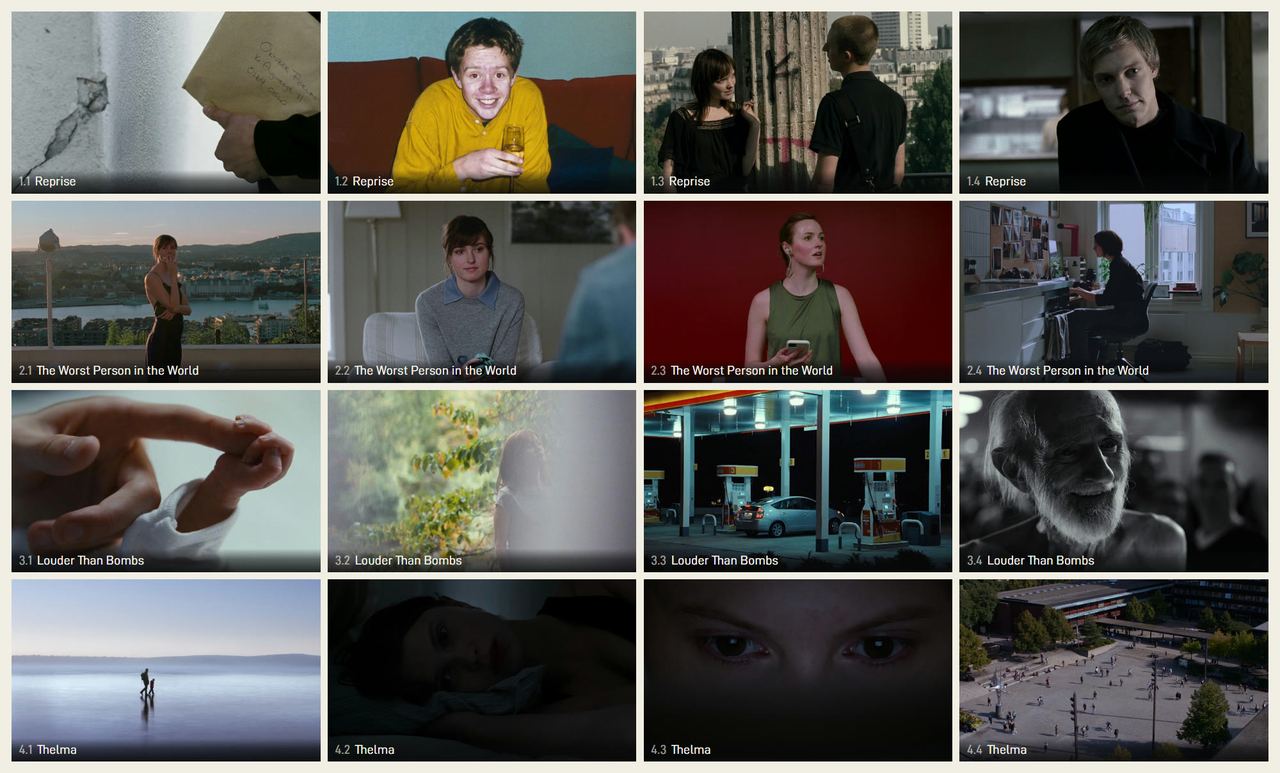 1.1 Reprise
1.2 Reprise
1.3 Reprise
1.4 Reprise
2.1 The Worst Person in the World
2.2 The Worst Person in the World
2.3 The Worst Person in the World
2.4 The Worst Person in the World
3.1 Louder Than Bombs
3.2 Louder Than Bombs
3.3 Louder Than Bombs
3.4 Louder Than Bombs
4.1 Thelma
4.2 Thelma
4.3 Thelma
4.4 Thelma